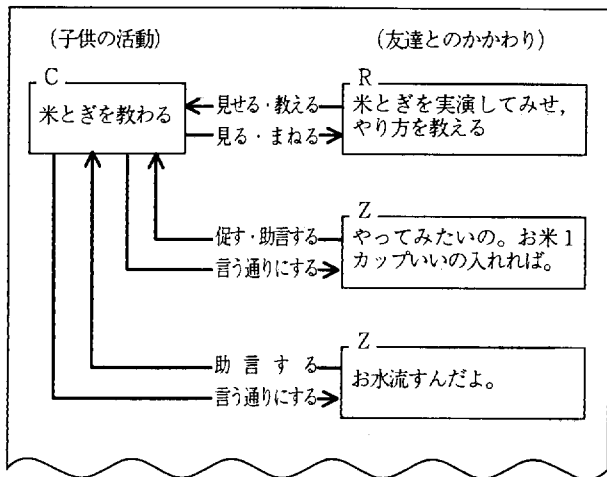 (子供の活動)
(友達とのかかわり)
C
米とぎを教わる
見せる・教える
見る・まねる
R
米とぎを実演してみせ,
やり方を教える
促す・助言する
言う通りにする
Z
やってみたいの。お米1
カップいいの入れれば。
助言する
言う通りにする
Z
お水流すんだよ。